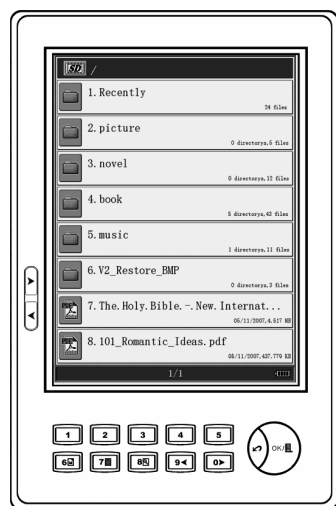 SD /
1.Recently
24 files
2.picture
0 directorys,5 files
3.novel
0 directorys,12 files
4.book
5 directorys,43 files
5.music
1 directorys,11 files
6.V2_Restore_BMP
0 directorys,3 files
7.The.Holy.Bible.-.New.Internat...
05/11/2007,4.517 MB
8.101_Romantic_Ideas.pdf
05/11/2007,437.779 KB
1/1
1 2 3 4 5
6 7 8 9 0 OK/